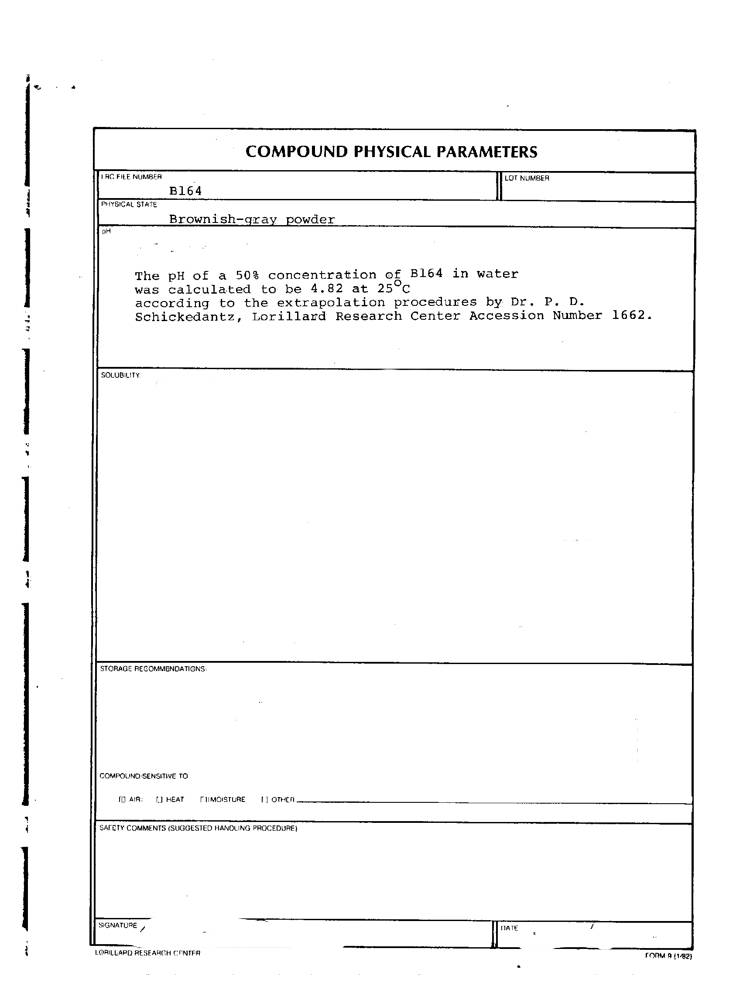 COMPOUND PHYSICAL PARAMETERS
LRC FILE NUMBER
B164
LOT NUMBER
PHYSICAL STATE
Brownish-gray powder
pH
The pH of a 50% concentration of B164 in water
was calculated to be 4.82 at 25°C
according to the extrapolation procedures by Dr. P. D.
Schickedantz, Lorillard Research Center Accession Number 1662.
SOLUBILITY
STORAGE RECOMMENDATIONS:
COMPOUND SENSITIVE TO
[ ] AIR [ ] HEAT [ ] MOISTURE [ ] OTHER
SAFETY COMMENTS (SUGGESTED HANDLING PROCEDURE)
SIGNATURE
DATE
LORILLARD RESEARCH CENTER
FORM 9 (1/82)